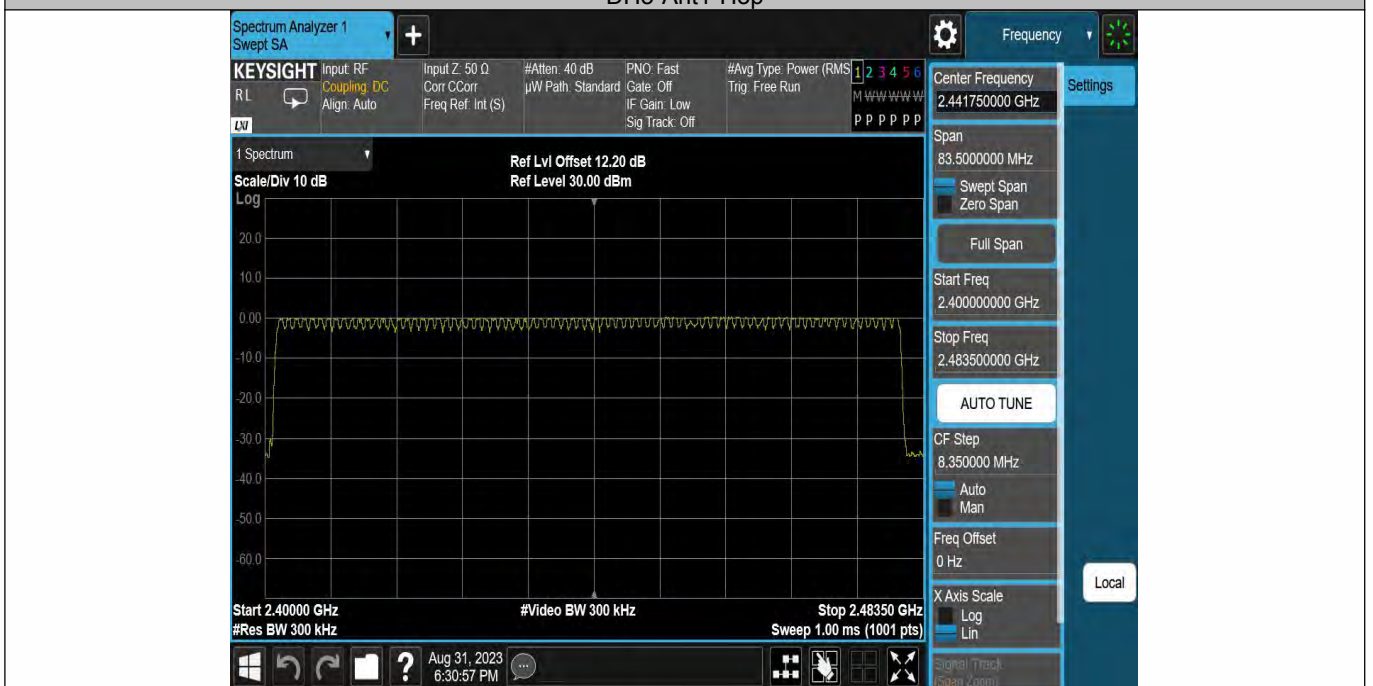 DH5-Ant1-Hop
Spectrum Analyzer 1
Swept SA
+
Frequency
KEYSIGHT
RL
LXI
Input: RF
Coupling: DC
Align: Auto
Input Z: 50 Ω
Corr CCorr
Freq Ref: Int (S)
#Atten: 40 dB
µW Path: Standard
PNO: Fast
Gate: Off
IF Gain: Low
Sig Track: Off
#Avg Type: Power (RMS
Trig: Free Run
1 2 3 4 5 6
M W W W W W
P P P P P P
Center Frequency
2.441750000 GHz
Settings
Span
83.5000000 MHz
Swept Span
Zero Span
Full Span
Start Freq
2.400000000 GHz
Stop Freq
2.483500000 GHz
AUTO TUNE
CF Step
8.350000 MHz
Auto
Man
Freq Offset
0 Hz
X Axis Scale
Log
Lin
Signal Track
(Span Zoom)
Local
1 Spectrum
Scale/Div 10 dB
Ref Lvl Offset 12.20 dB
Ref Level 30.00 dBm
Log
20.0
10.0
0.00
-10.0
-20.0
-30.0
-40.0
-50.0
-60.0
Start 2.40000 GHz
#Video BW 300 kHz
Stop 2.48350 GHz
#Res BW 300 kHz
Sweep 1.00 ms (1001 pts)
?
Aug 31, 2023
6:30:57 PM